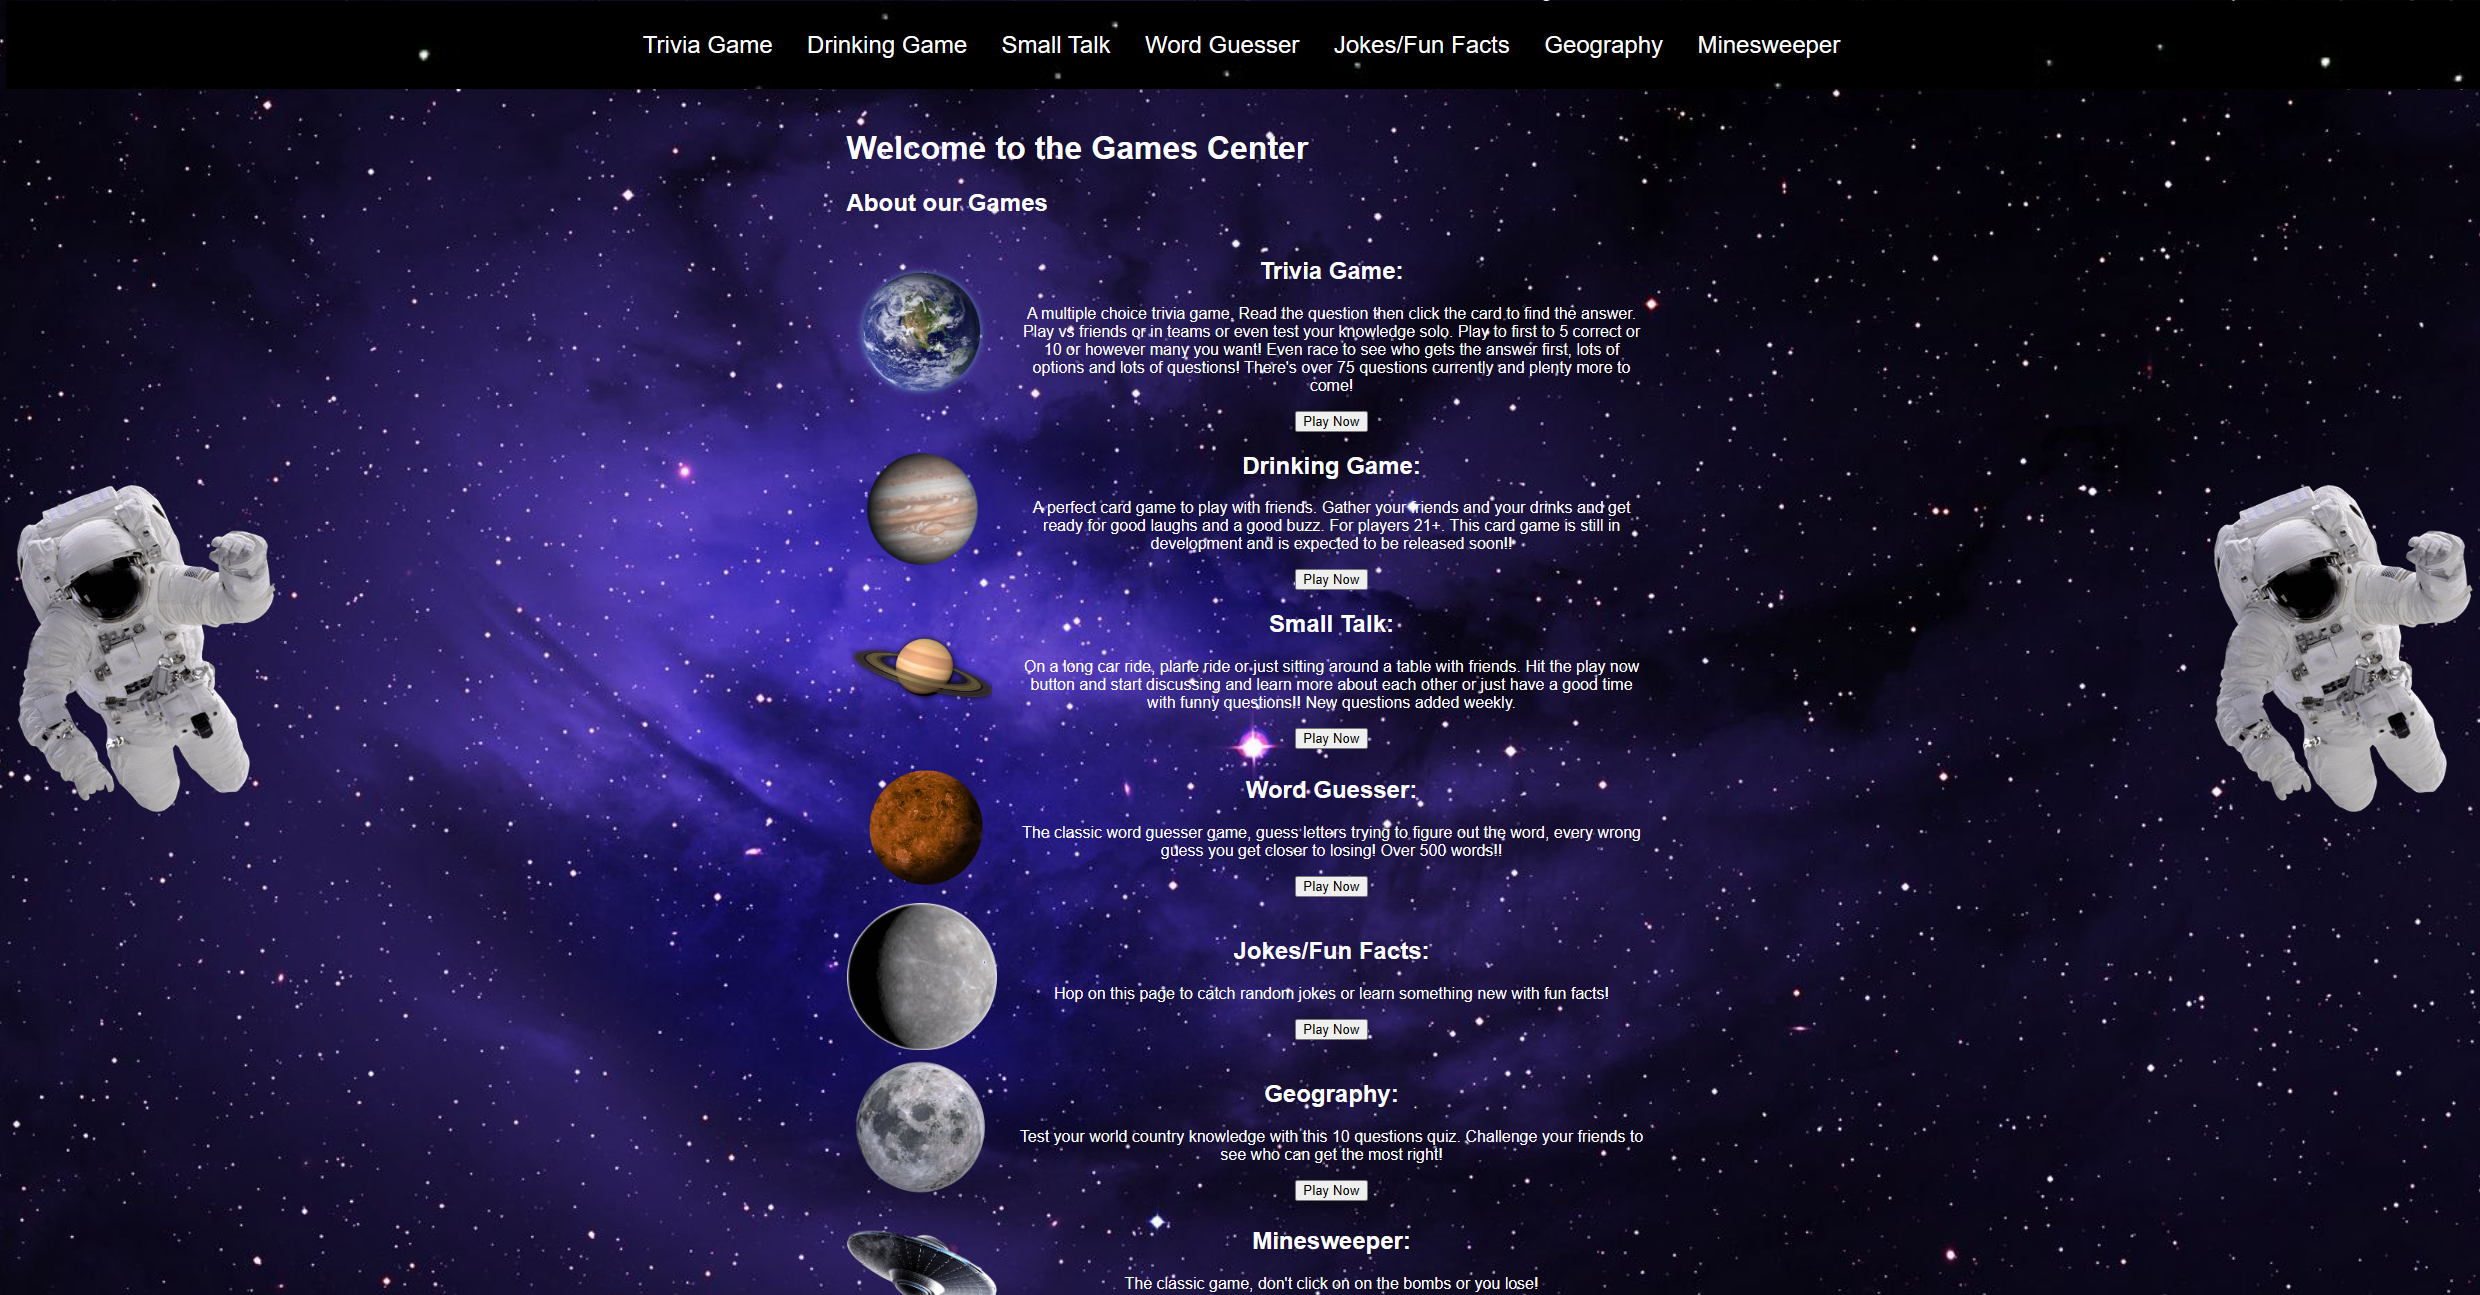 Trivia Game Drinking Game Small Talk Word Guesser Jokes/Fun Facts Geography Minesweeper
Welcome to the Games Center
About our Games
Trivia Game:
A multiple choice trivia game. Read the question then click the card to find the answer.
Play vs friends or in teams or even test your knowledge solo. Play to first to 5 correct or
10 or however many you want! Even race to see who gets the answer first, lots of
options and lots of questions! There's over 75 questions currently and plenty more to
come!
Play Now
Drinking Game:
A perfect card game to play with friends. Gather your friends and your drinks and get
ready for good laughs and a good buzz. For players 21+. This card game is still in
development and is expected to be released soon!!
Play Now
Small Talk:
On a long car ride, plane ride or just sitting around a table with friends. Hit the play now
button and start discussing and learn more about each other or just have a good time
with funny questions!! New questions added weekly.
Play Now
Word Guesser:
The classic word guesser game, guess letters trying to figure out the word, every wrong
guess you get closer to losing! Over 500 words!!
Play Now
Jokes/Fun Facts:
Hop on this page to catch random jokes or learn something new with fun facts!
Play Now
Geography:
Test your world country knowledge with this 10 questions quiz. Challenge your friends to
see who can get the most right!
Play Now
Minesweeper:
The classic game, don't click on on the bombs or you lose!